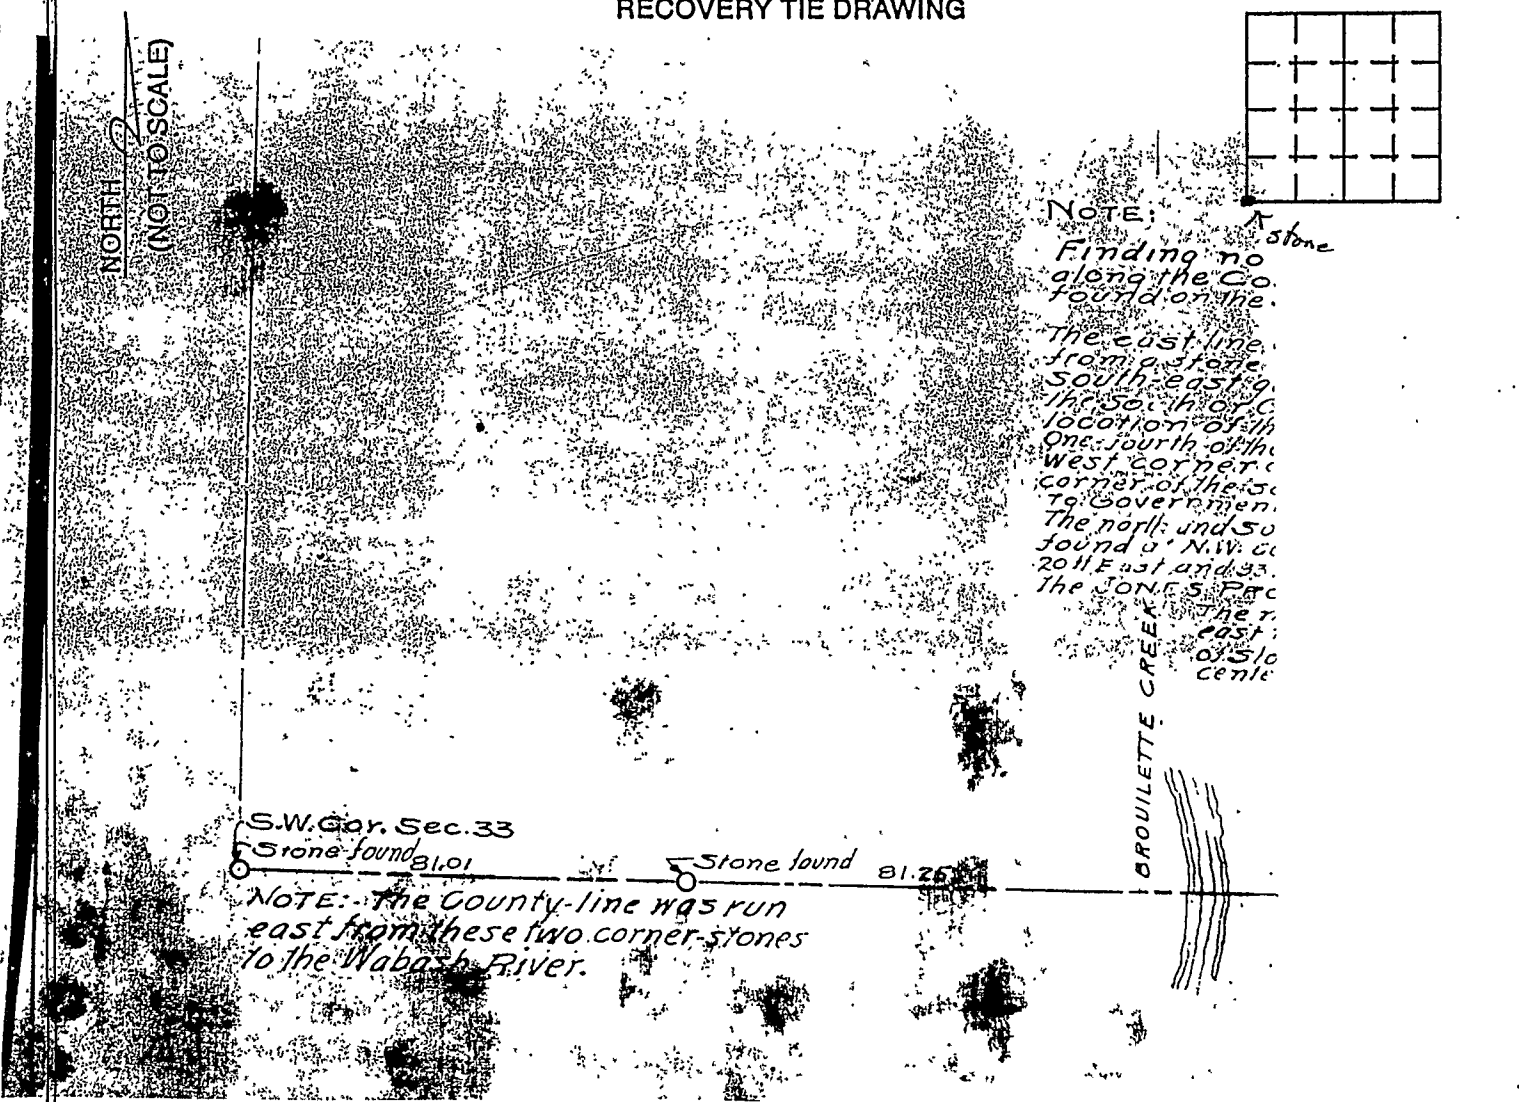 RECOVERY TIE DRAWING
NORTH
(NOT TO SCALE)
stone
NOTE:
Finding no
along the Co.
found on the
The east line
from a stone
South-east
the South
location of th
One-fourth of the
West corner
corner of the
To Governmen
The north and So
found N.W.
20 ft East and 33.
The JONES
The
east
of Slo
cente
BROUILETTE CREEK
S.W. Cor. Sec. 33
Stone found
81.01
Stone found
81.25
NOTE:- The County-line was run
east from these two corner-stones
to the Wabash River.